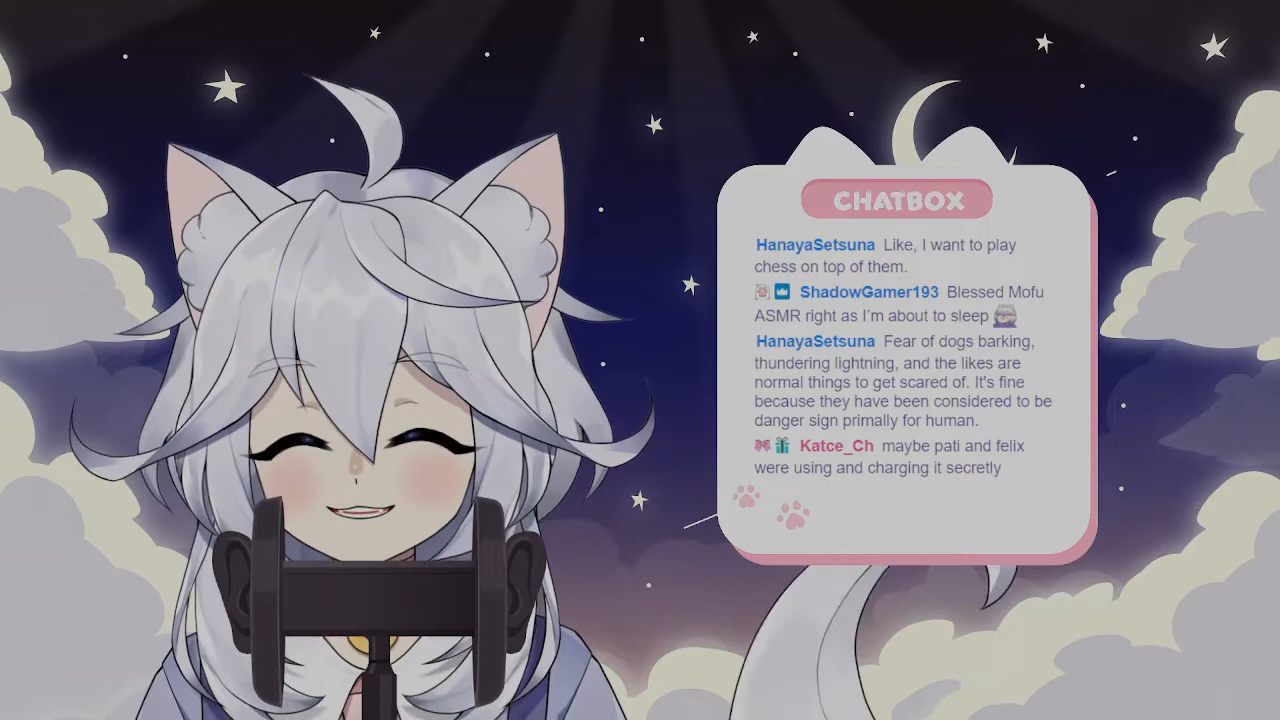 CHATBOX
HanayaSetsuna Like, I want to play
chess on top of them.
ShadowGamer193 Blessed Mofu
ASMR right as I'm about to sleep
HanayaSetsuna Fear of dogs barking,
thundering lightning, and the likes are
normal things to get scared of. It's fine
because they have been considered to be
danger sign primally for human.
Katce_Ch maybe pati and felix
were using and charging it secretly